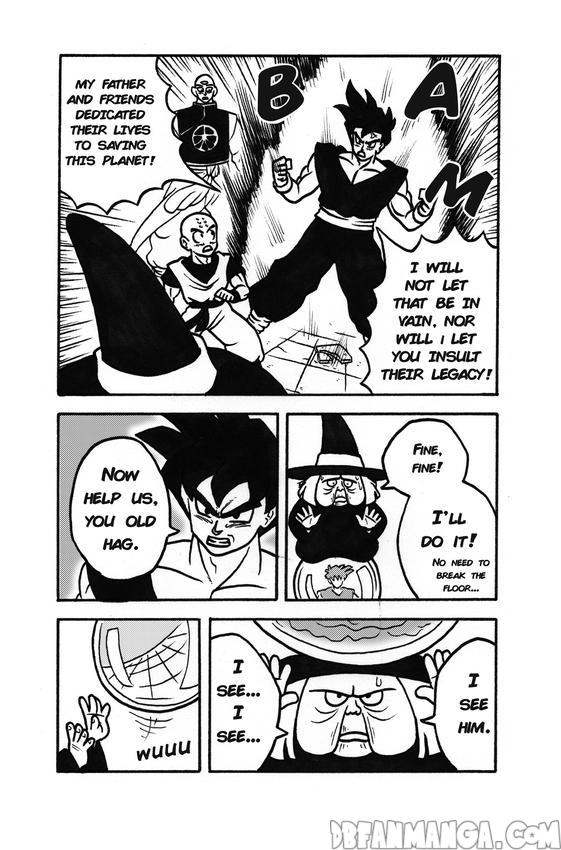 MY FATHER
AND FRIENDS
DEDICATED
THEIR LIVES
TO SAVING
THIS PLANET!
BAM
I WILL
NOT LET
THAT BE IN
VAIN, NOR
WILL I LET
YOU INSULT
THEIR LEGACY!
NOW
HELP US,
YOU OLD
HAG.
FINE,
FINE!
I'LL
DO IT!
NO NEED TO
BREAK THE
FLOOR...
WUUU
I
SEE...
I
SEE...
I
SEE
HIM.
DBFANMANGA.COM